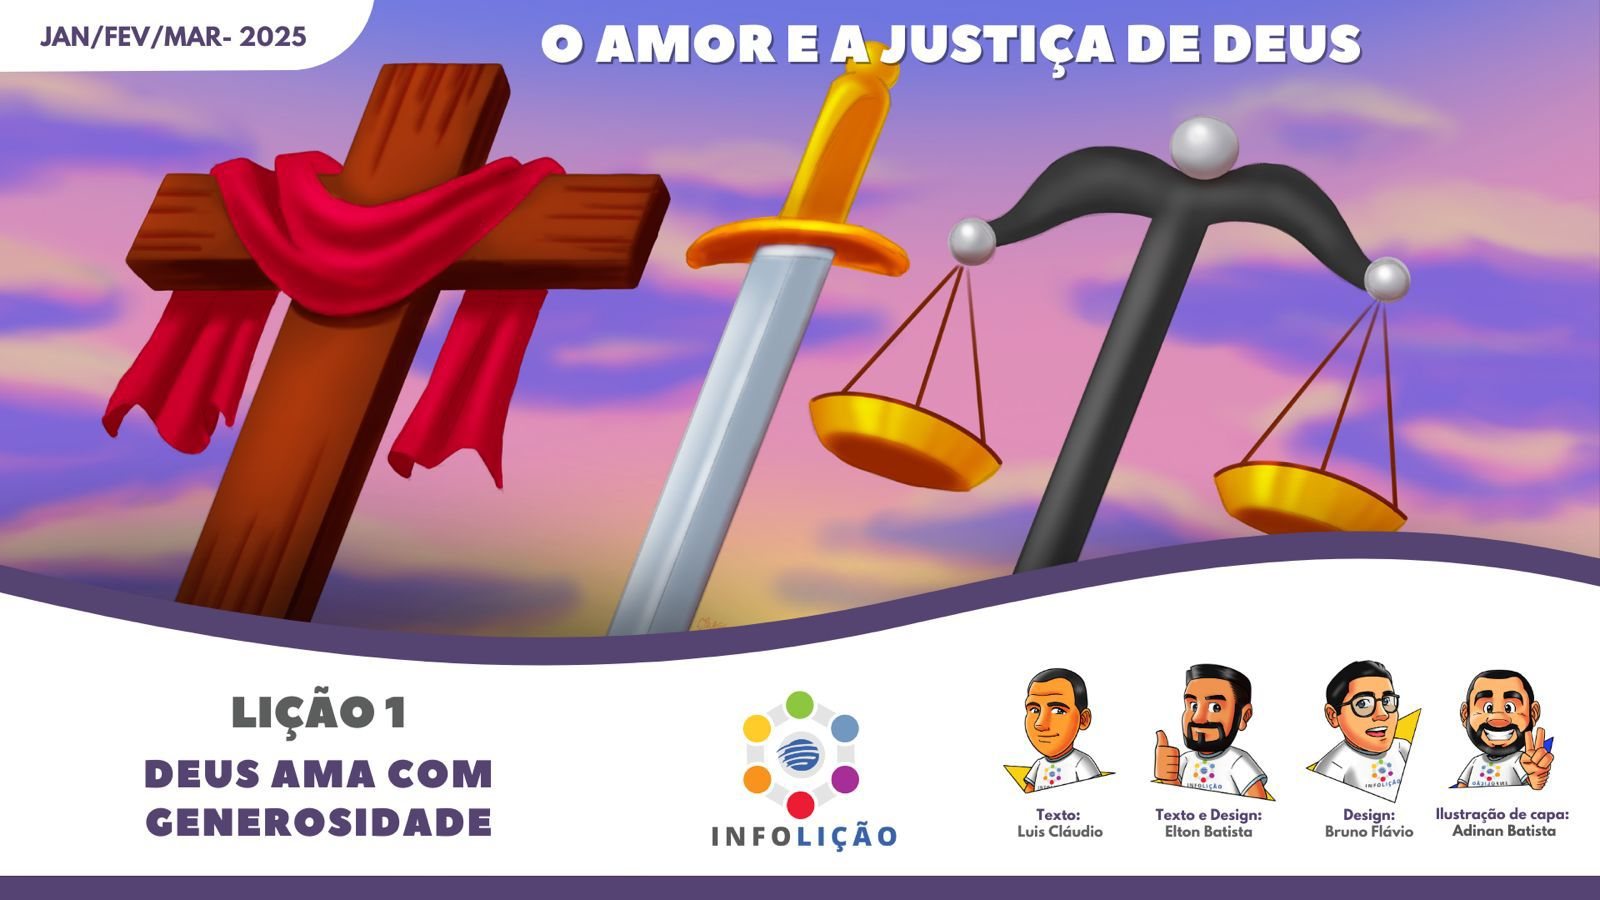 JAN/FEV/MAR- 2025
O AMOR E A JUSTIÇA DE DEUS
LIÇÃO 1
DEUS AMA COM
GENEROSIDADE
INFOLIÇÃO
Texto:
Luis Cláudio
Texto e Design:
Elton Batista
Design:
Bruno Flávio
Ilustração de capa:
Adinan Batista